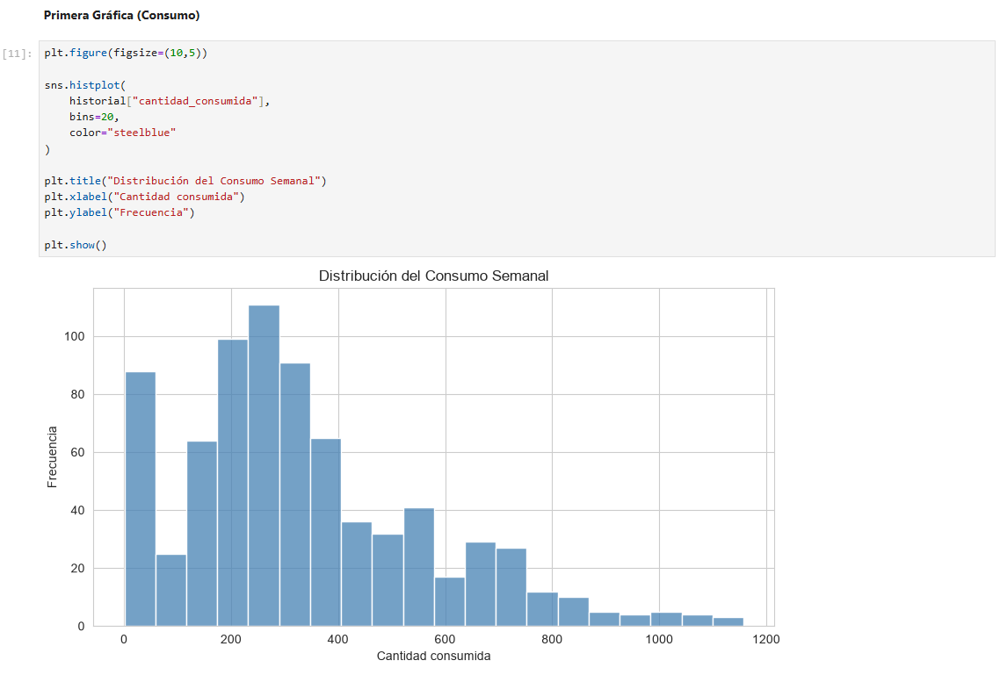 Primera Gráfica (Consumo)
[11]:
plt.figure(figsize=(10,5))
sns.histplot(
historial["cantidad_consumida"],
bins=20,
color="steelblue"
)
plt.title("Distribución del Consumo Semanal")
plt.xlabel("Cantidad consumida")
plt.ylabel("Frecuencia")
plt.show()
Distribución del Consumo Semanal
Frecuencia
100
80
60
40
20
0
0 200 400 600 800 1000 1200
Cantidad consumida